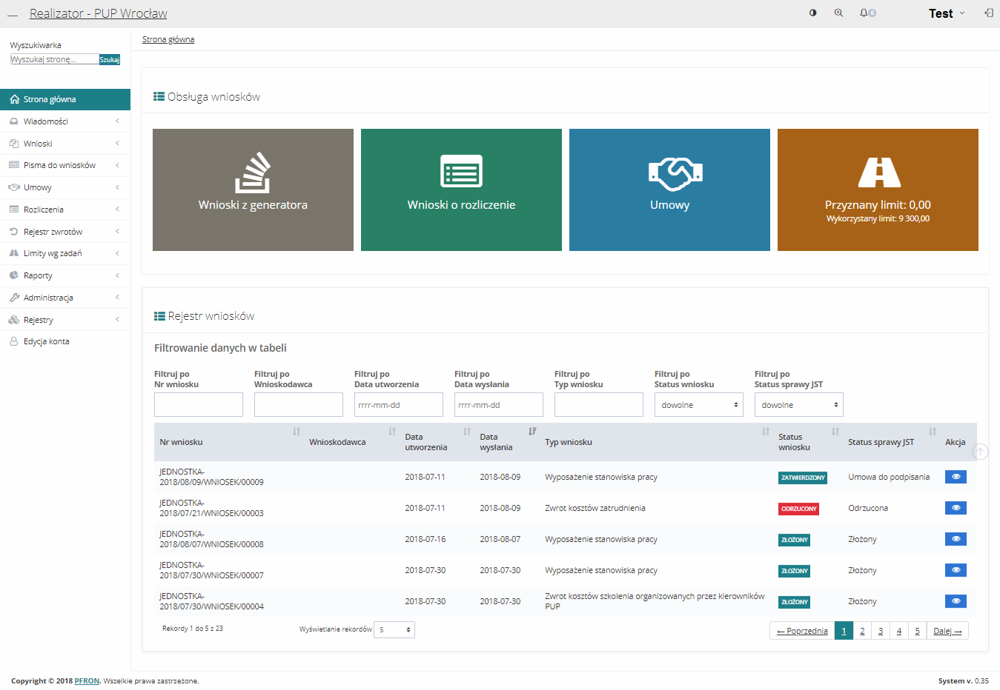 Realizator - PUP Wrocław
6
Test
Wyszukiwarka
Wyszukaj stronę...
Szukaj
Strona główna
Wiadomości
Wnioski
Pisma do wniosków
Umowy
Rozliczenia
Rejestr zwrotów
Limity wg zadań
Raporty
Administracja
Rejestry
Edycja konta
Strona główna
Obsługa wniosków
Wnioski z generatora
Wnioski o rozliczenie
Umowy
Przyznany limit: 0,00
Wykorzystany limit: 9 300,00
Rejestr wniosków
Filtrowanie danych w tabeli
Filtruj po
Nr wniosku
Filtruj po
Wnioskodawca
Filtruj po
Data utworzenia
rrrr-mm-dd
Filtruj po
Data wysłania
rrrr-mm-dd
Filtruj po
Typ wniosku
Filtruj po
Status wniosku
dowolne
Filtruj po
Status sprawy JST
dowolne
Nr wniosku
Wnioskodawca
Data
utworzenia
Data
wysłania
Typ wniosku
Status
wniosku
Status sprawy JST
Akcja
JEDNOSTKA-
2018/08/09/WNIOSEK/00009
2018-07-11
2018-08-09
Wyposażenie stanowiska pracy
ZATWIERDZONY
Umowa do podpisania
JEDNOSTKA-
2018/07/21/WNIOSEK/00003
2018-07-11
2018-08-09
Zwrot kosztów zatrudnienia
ODRZUCONY
Odrzucona
JEDNOSTKA-
2018/08/07/WNIOSEK/00008
2018-07-16
2018-08-07
Wyposażenie stanowiska pracy
ZŁOŻONY
Złożony
JEDNOSTKA-
2018/07/30/WNIOSEK/00007
2018-07-30
2018-07-30
Wyposażenie stanowiska pracy
ZŁOŻONY
Złożony
JEDNOSTKA-
2018/07/30/WNIOSEK/00004
2018-07-30
2018-07-30
Zwrot kosztów szkolenia organizowanych przez kierowników
PUP
ZŁOŻONY
Złożony
Rekordy 1 do 5 z 23
Wyświetlanie rekordów 5
← Poprzednia 1 2 3 4 5 Dalej →
Copyright © 2018 PFRON. Wszelkie prawa zastrzeżone.
System v. 0.35